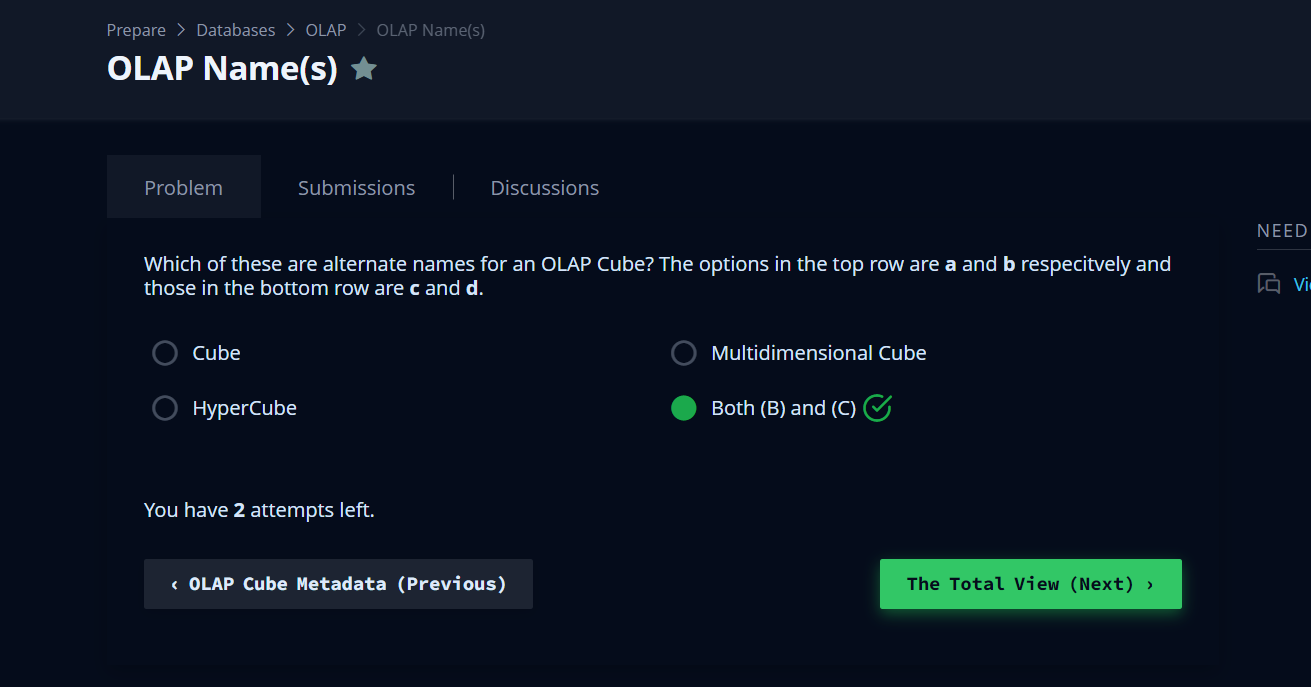 Prepare > Databases > OLAP > OLAP Name(s)
OLAP Name(s)
Problem
Submissions
Discussions
NEED
Which of these are alternate names for an OLAP Cube? The options in the top row are a and b respecitvely and
those in the bottom row are c and d.
Cube
Multidimensional Cube
HyperCube
Both (B) and (C)
You have 2 attempts left.
‹ OLAP Cube Metadata (Previous)
The Total View (Next) ›